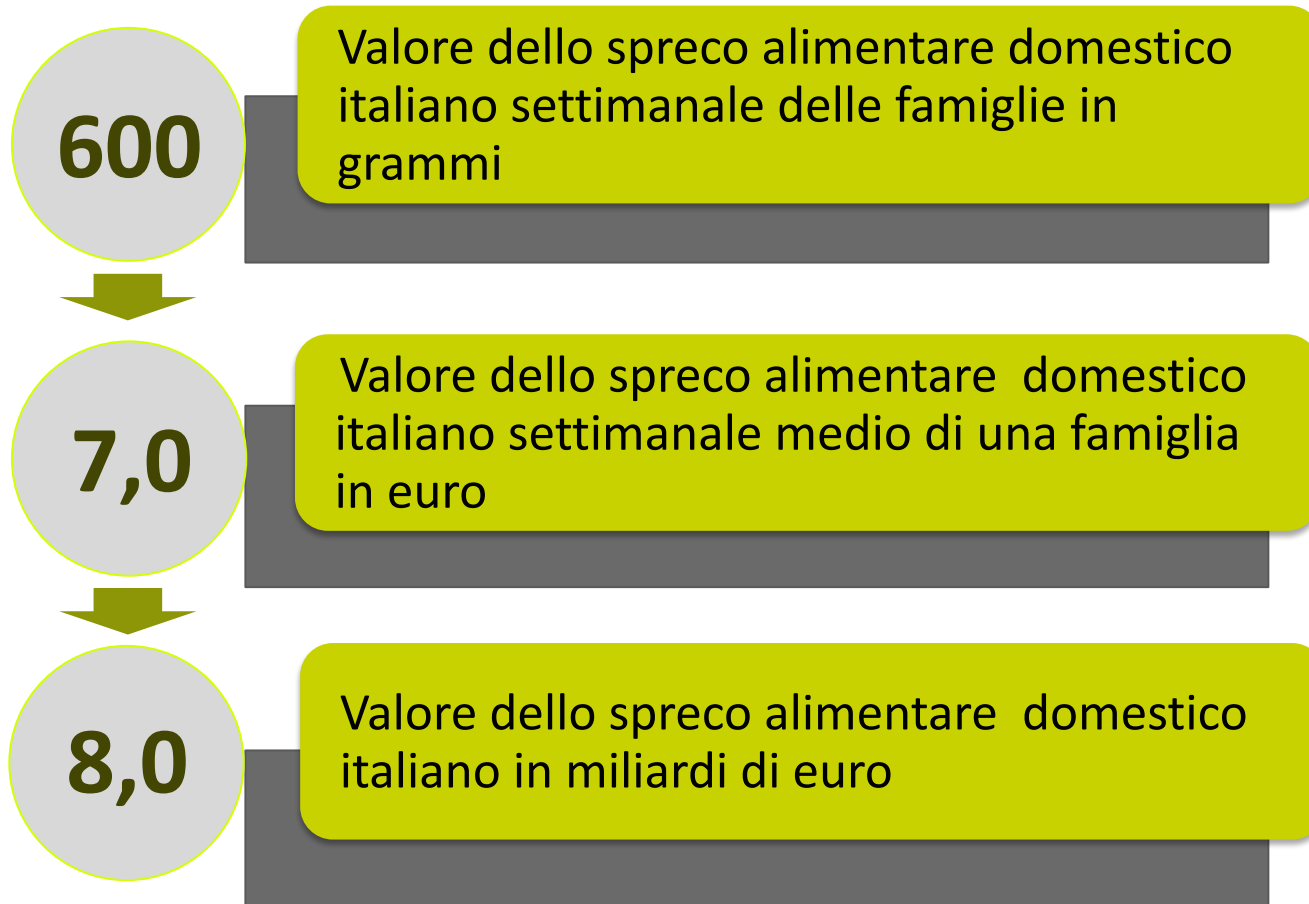 600
Valore dello spreco alimentare domestico
italiano settimanale delle famiglie in
grammi
7,0
Valore dello spreco alimentare  domestico
italiano settimanale medio di una famiglia
in euro
8,0
Valore dello spreco alimentare  domestico
italiano in miliardi di euro